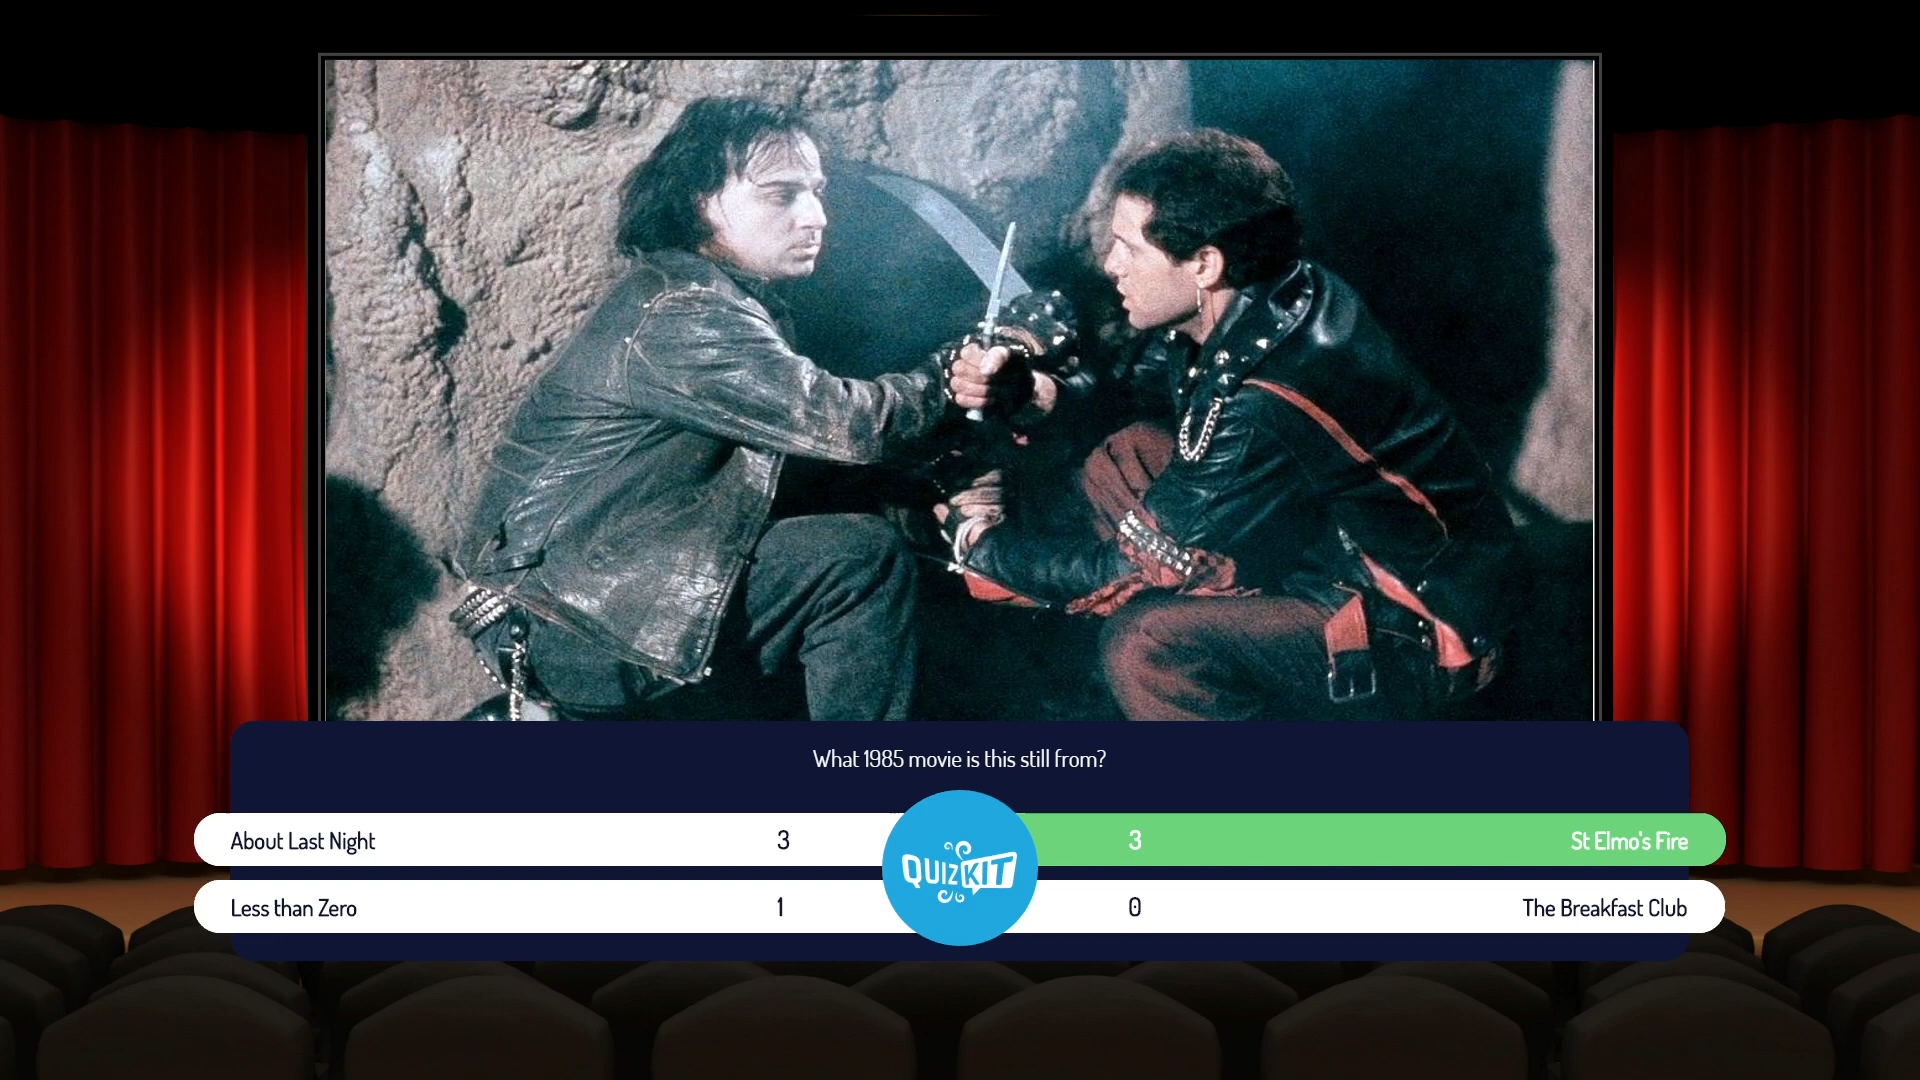 What 1985 movie is this still from?
About Last Night 3
3 St Elmo's Fire
QUIZKIT
Less than Zero 1
0 The Breakfast Club